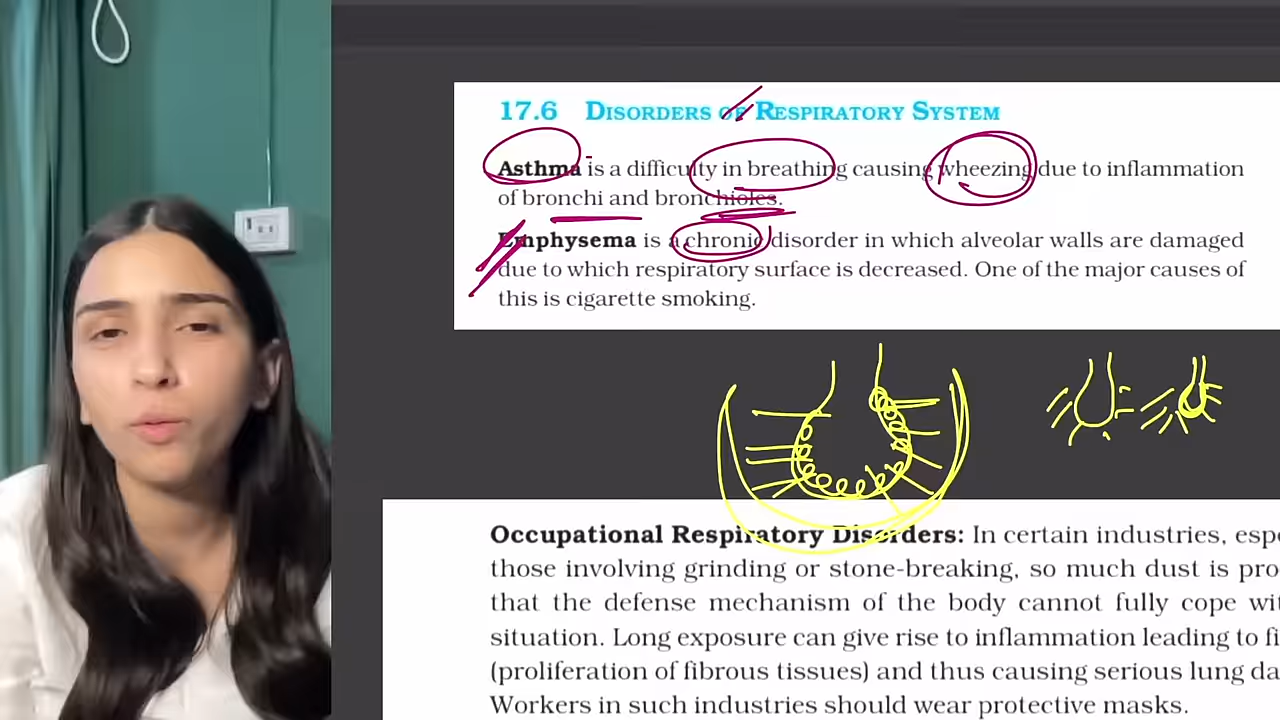 17.6 DISORDERS OF RESPIRATORY SYSTEM
Asthma is a difficulty in breathing causing wheezing due to inflammation
of bronchi and bronchioles.
Emphysema is a chronic disorder in which alveolar walls are damaged
due to which respiratory surface is decreased. One of the major causes of
this is cigarette smoking.
Occupational Respiratory Disorders: In certain industries,
those involving grinding or stone-breaking, so much dust is
that the defense mechanism of the body cannot fully cope
situation. Long exposure can give rise to inflammation leading to
(proliferation of fibrous tissues) and thus causing serious lung
Workers in such industries should wear protective masks.